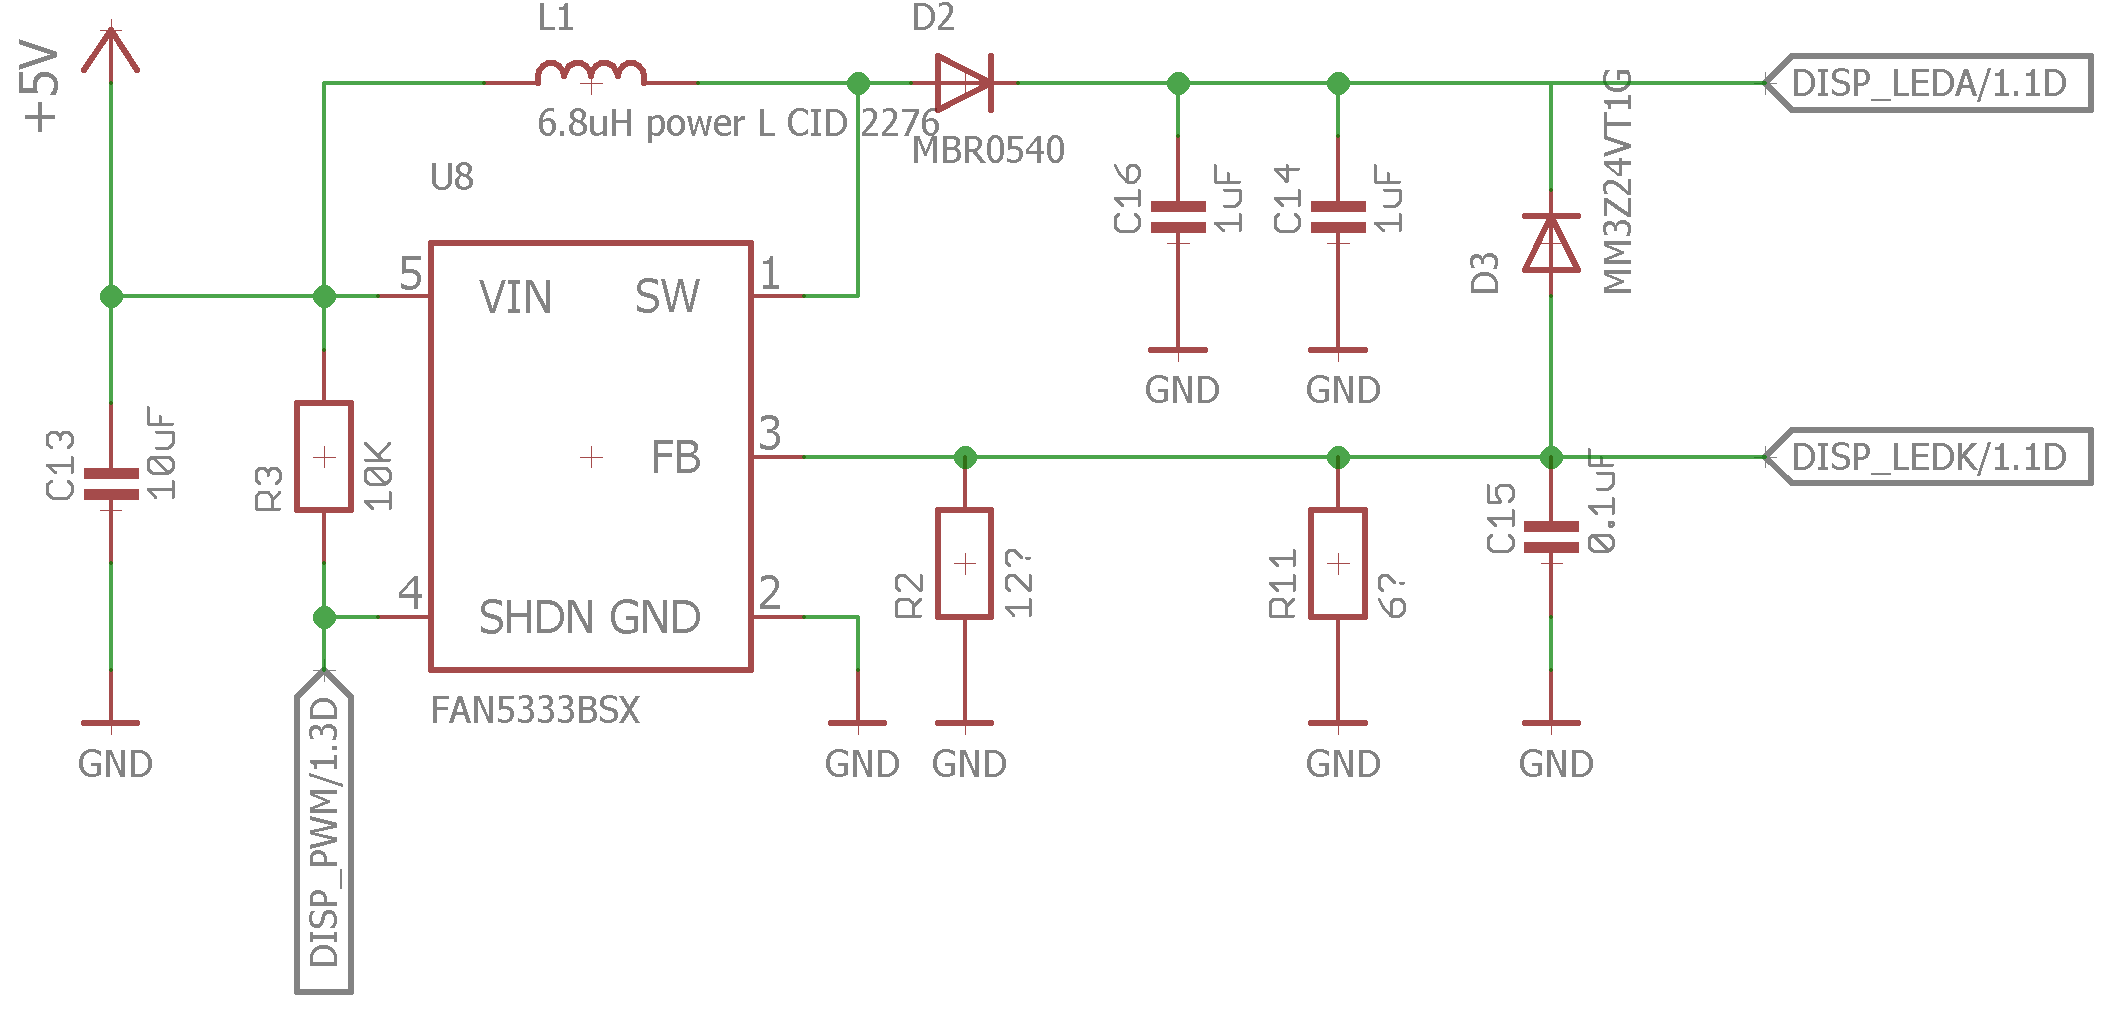 L1
D2
+5V
DISP_LEDA/1.1D
6.8uH power L CID 2276
MBR0540
U8
C16
1uF
C14
1uF
D3
MM3Z24VT1G
5
VIN
SW
1
GND
GND
C13
10uF
R3
10K
FB
3
DISP_LEDK/1.1D
C15
0.1uF
4
SHDN
GND
2
R2
12?
R11
6?
FAN5333BSX
DISP_PWM/1.3D
GND
GND
GND
GND
GND